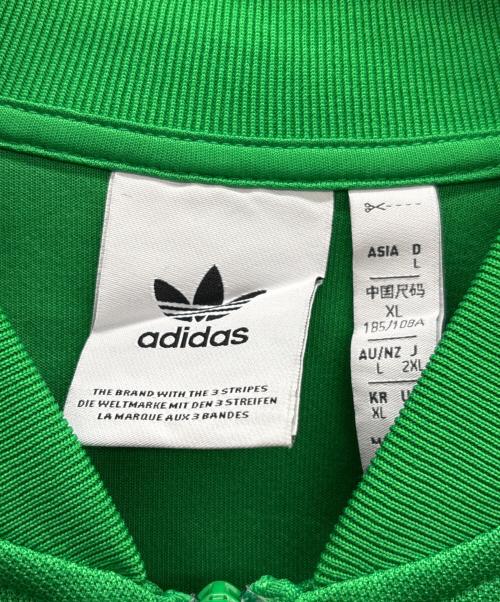 adidas
THE BRAND WITH THE 3 STRIPES
DIE WELTMARKE MIT DEN 3 STREIFEN
LA MARQUE AUX 3 BANDES
ASIA D
L
中国尺码
XL
185/108A
AU/NZ J
L 2XL
KR
XL